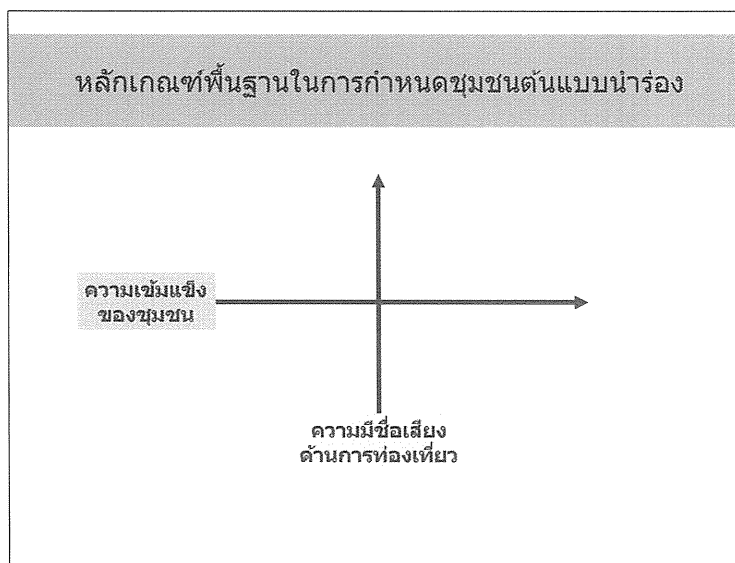 หลักเกณฑ์พื้นฐานในการกำหนดชุมชนต้นแบบนำร่อง
ความเข้มแข็ง
ของชุมชน
ความมีชื่อเสียง
ด้านการท่องเที่ยว